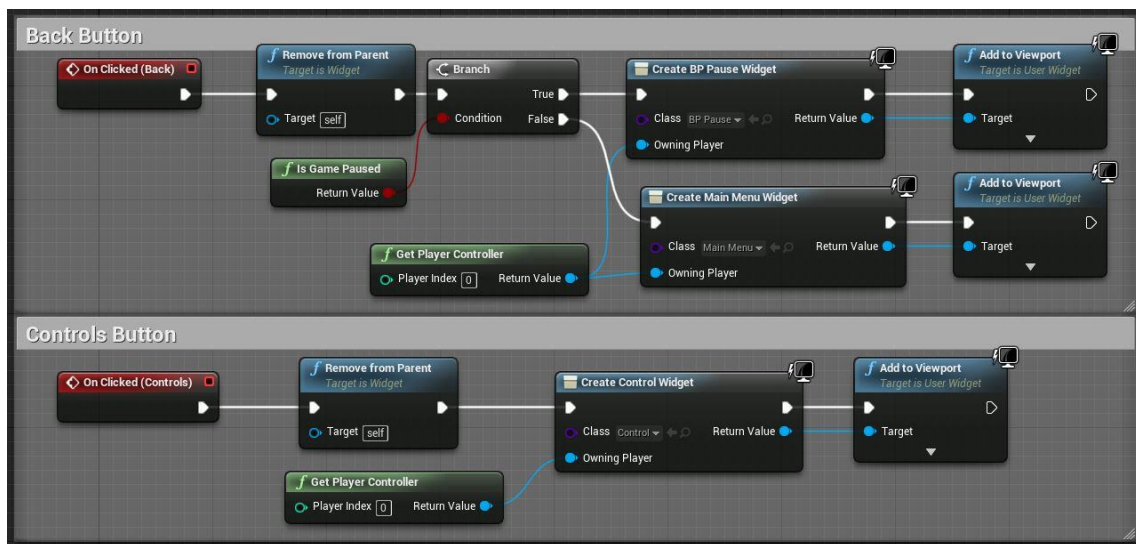 Back Button
On Clicked (Back)
Remove from Parent
Target is Widget
Target self
Is Game Paused
Return Value
Branch
True
Condition False
Get Player Controller
Player Index 0 Return Value
Create BP Pause Widget
Class BP Pause Return Value
Owning Player
Create Main Menu Widget
Class Main Menu Return Value
Owning Player
Add to Viewport
Target is User Widget
Target
Add to Viewport
Target is User Widget
Target
Controls Button
On Clicked (Controls)
Remove from Parent
Target is Widget
Target self
Get Player Controller
Player Index 0 Return Value
Create Control Widget
Class Control Return Value
Owning Player
Add to Viewport
Target is User Widget
Target